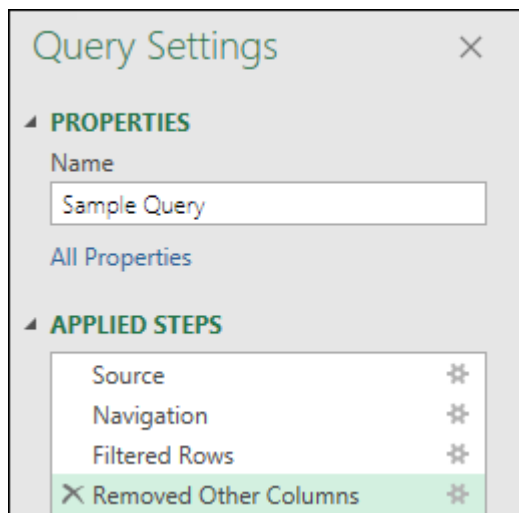 Query Settings
PROPERTIES
Name
Sample Query
All Properties
APPLIED STEPS
Source
Navigation
Filtered Rows
Removed Other Columns